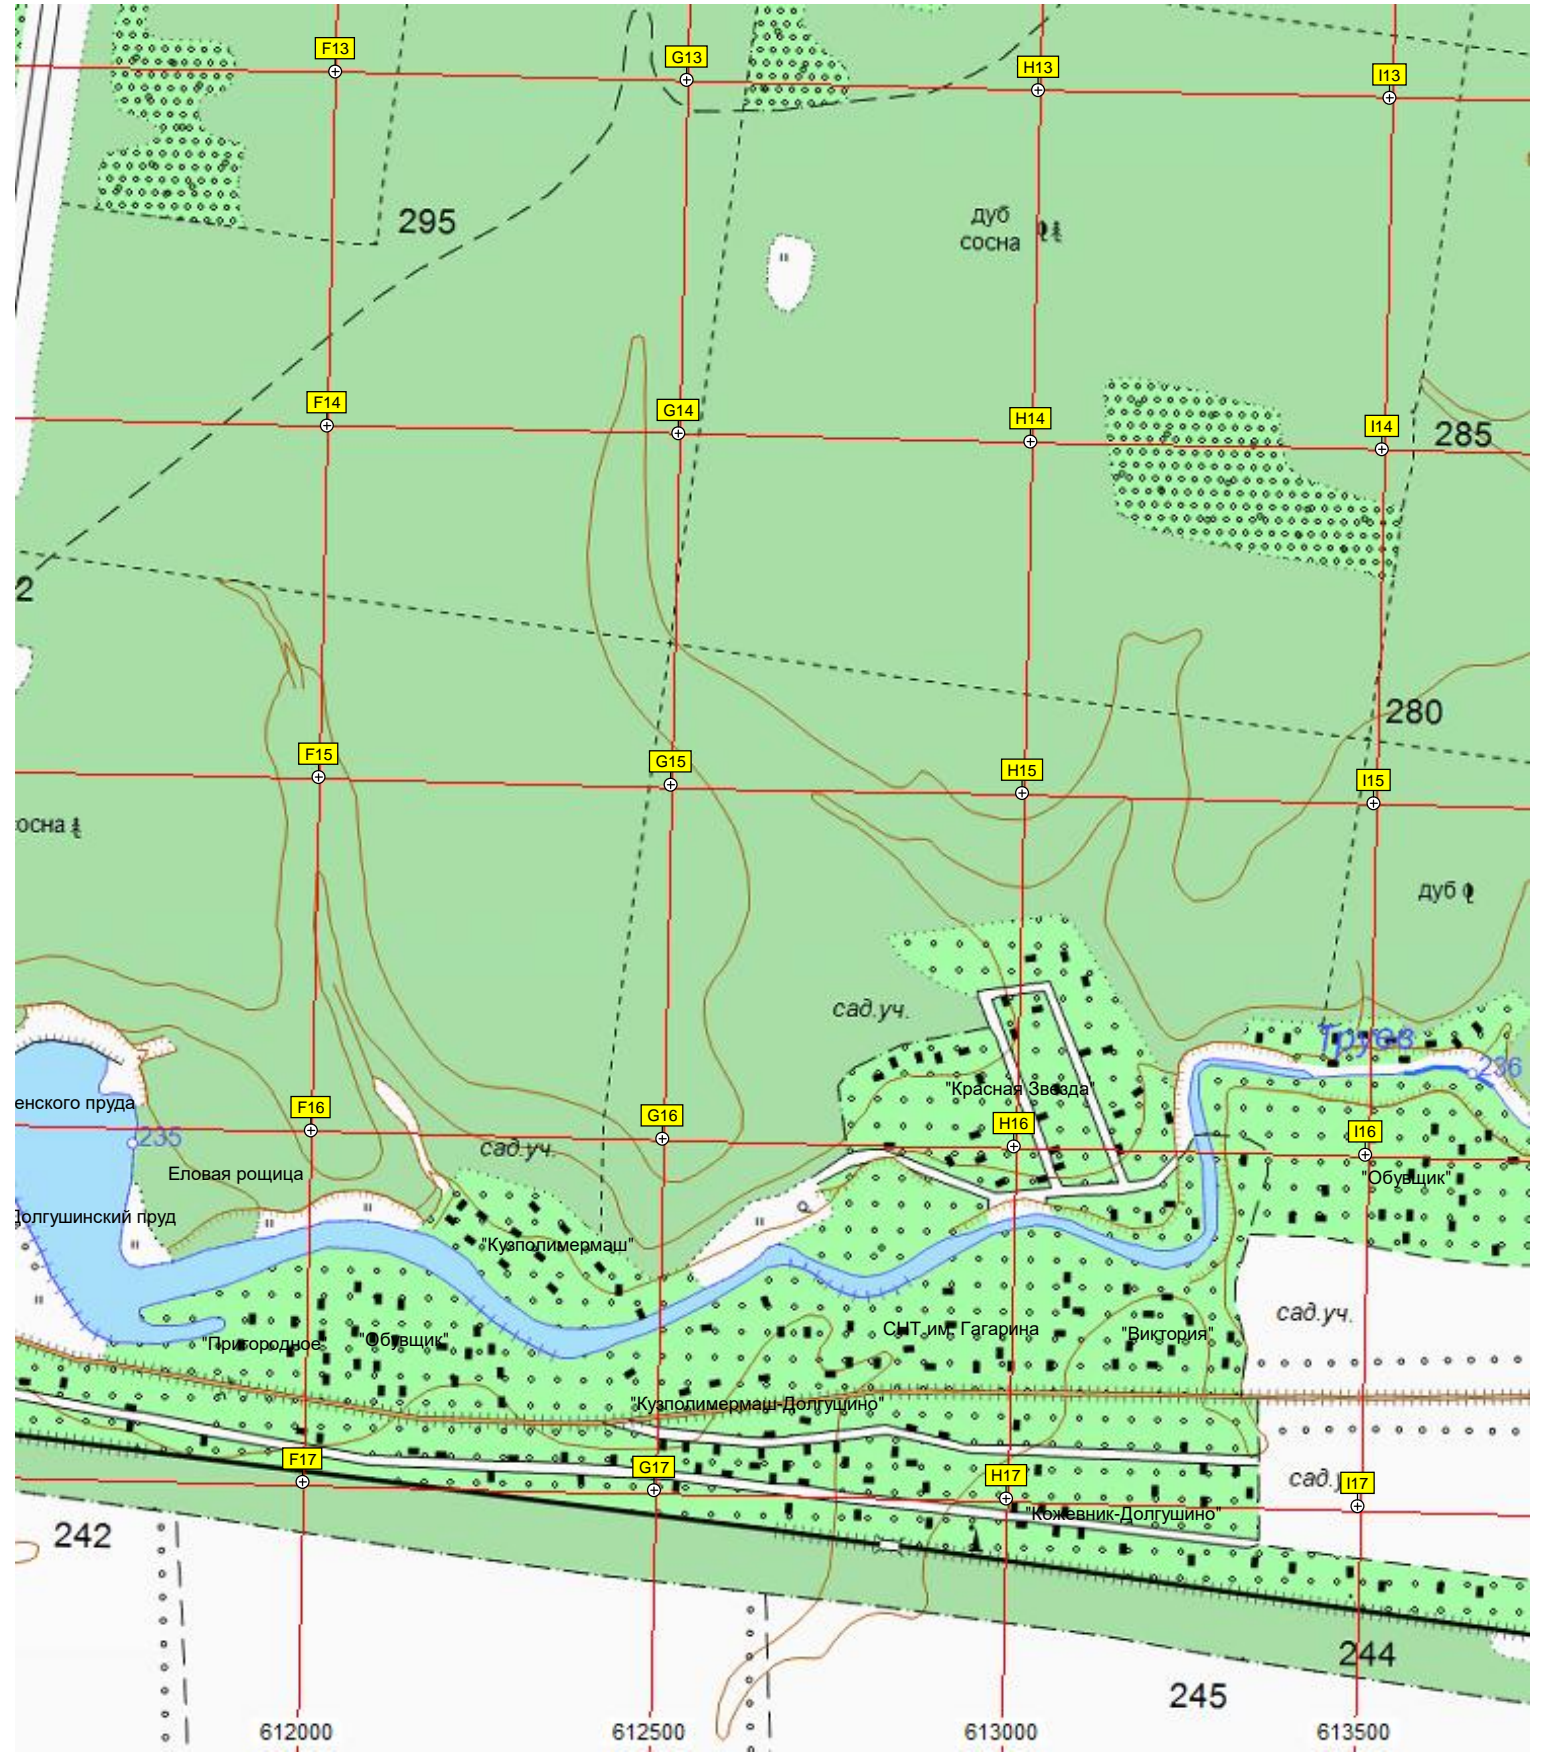 F13
G13
H13
I13
295
дуб
сосна
F14
G14
H14
I14
285
2
280
F15
G15
H15
I15
осна
дуб
сад.уч.
Труев
236
"Красная Звезда"
енского пруда
F16
G16
H16
I16
235
сад.уч.
Еловая рощица
"Обувщик"
Долгушинский пруд
"Кузполимермаш"
сад.уч.
"Пригородное"
"Обувщик"
СНТ им. Гагарина
"Виктория"
"Кузполимермаш-Долгушино"
F17
G17
H17
сад.у
I17
"Кожевник-Долгушино"
242
244
245
612000
612500
613000
613500